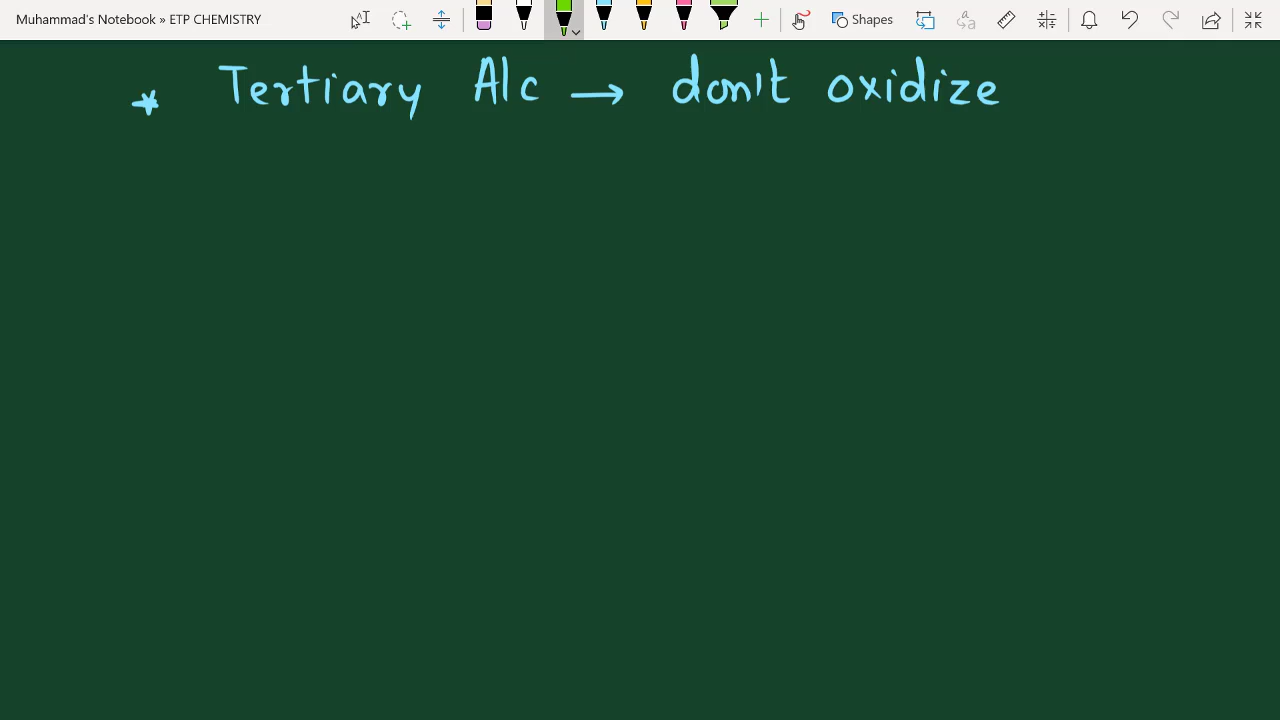 Muhammad's Notebook » ETP CHEMISTRY
Shapes
* Tertiary Alc → don't oxidize